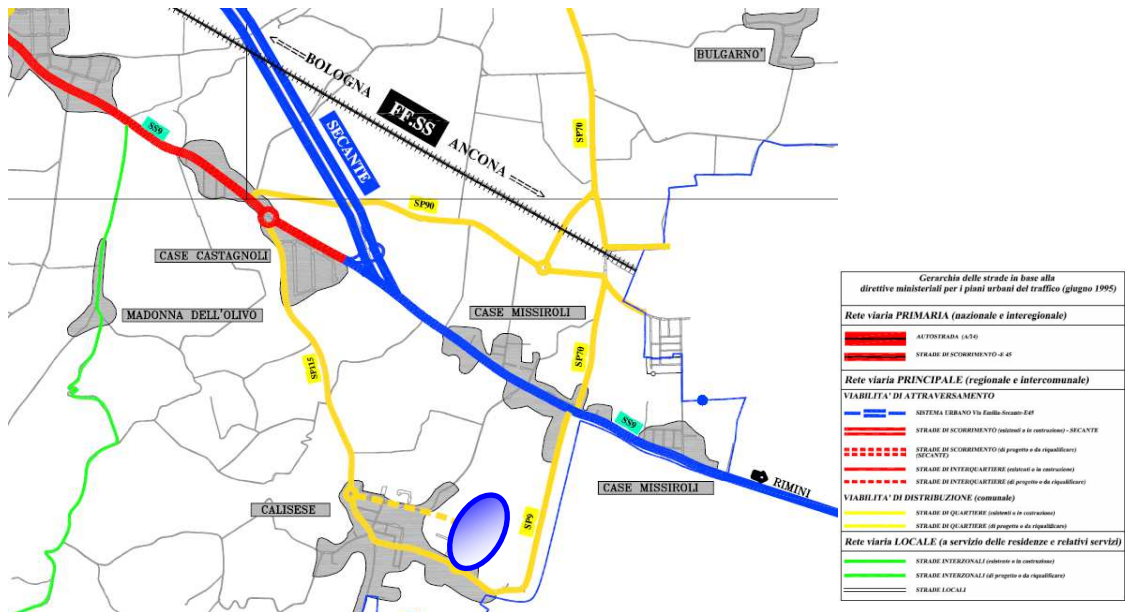 BULGARNO'
BOLOGNA
FF.SS
ANCONA
SS9
SECANTE
SP70
SP90
CASE CASTAGNOLI
MADONNA DELL'OLIVO
CASE MISSIROLI
SP115
SP70
SS9
CASE MISSIROLI
RIMINI
CALISESE
SP9
Gerarchia delle strade in base alla
direttive ministeriali per i piani urbani del traffico (giugno 1995)
Rete viaria PRIMARIA (nazionale e interegionale)
AUTOSTRADA (A/14)
STRADE DI SCORRIMENTO -E 45
Rete viaria PRINCIPALE (regionale e intercomunale)
VIABILITA' DI ATTRAVERSAMENTO
SISTEMA URBANO Via Emilia-Secante-E45
STRADE DI SCORRIMENTO (esistenti o in costruzione) - SECANTE
STRADE DI SCORRIMENTO (di progetto o da riqualificare)
(SECANTE)
STRADE DI INTERQUARTIERE (esistenti o in costruzione)
STRADE DI INTERQUARTIERE (di progetto o da riqualificare)
VIABILITA' DI DISTRIBUZIONE (comunale)
STRADE DI QUARTIERE (esistenti o in costruzione)
STRADE DI QUARTIERE (di progetto o da riqualificare)
Rete viaria LOCALE (a servizio delle residenze e relativi servizi)
STRADE INTERZONALI (esistente o in costruzione)
STRADE INTERZONALI (di progetto o da riqualificare)
STRADE LOCALI